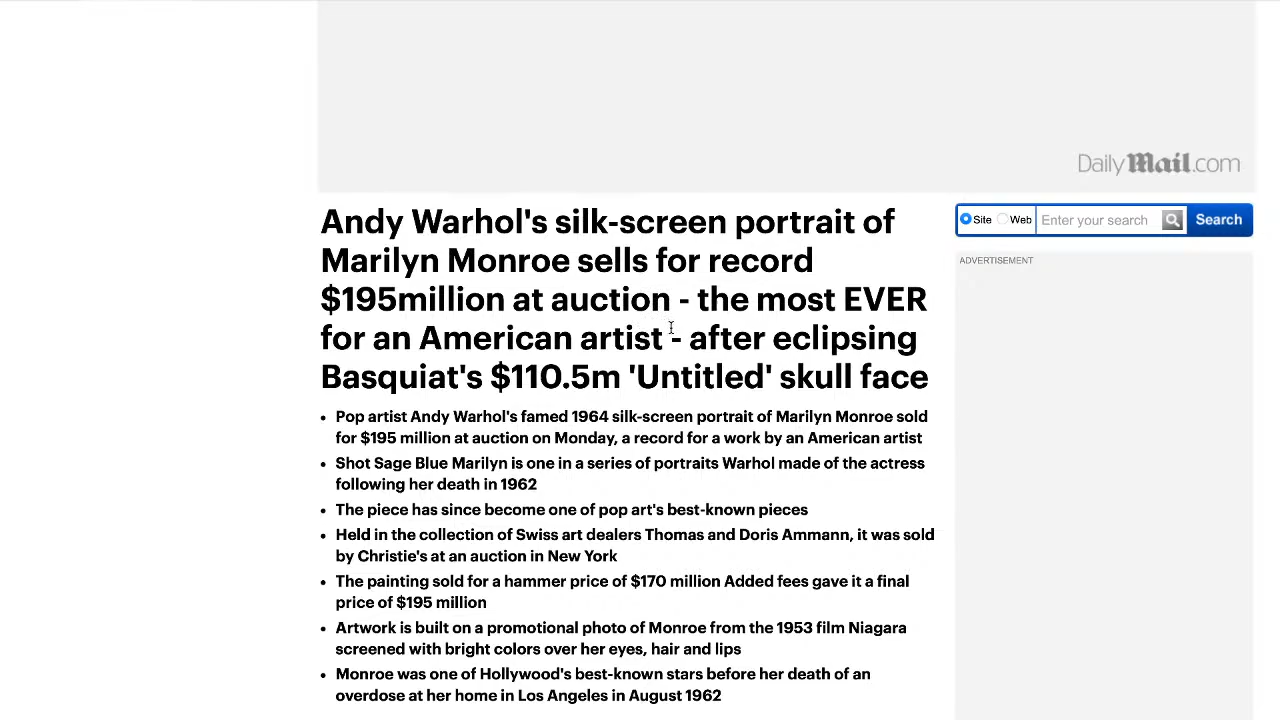 DailyMail.com
Andy Warhol's silk-screen portrait of
Marilyn Monroe sells for record
$195million at auction - the most EVER
for an American artist - after eclipsing
Basquiat's $110.5m 'Untitled' skull face
Site Web Enter your search Search
ADVERTISEMENT
• Pop artist Andy Warhol's famed 1964 silk-screen portrait of Marilyn Monroe sold
for $195 million at auction on Monday, a record for a work by an American artist
• Shot Sage Blue Marilyn is one in a series of portraits Warhol made of the actress
following her death in 1962
• The piece has since become one of pop art's best-known pieces
• Held in the collection of Swiss art dealers Thomas and Doris Ammann, it was sold
by Christie's at an auction in New York
• The painting sold for a hammer price of $170 million Added fees gave it a final
price of $195 million
• Artwork is built on a promotional photo of Monroe from the 1953 film Niagara
screened with bright colors over her eyes, hair and lips
• Monroe was one of Hollywood's best-known stars before her death of an
overdose at her home in Los Angeles in August 1962